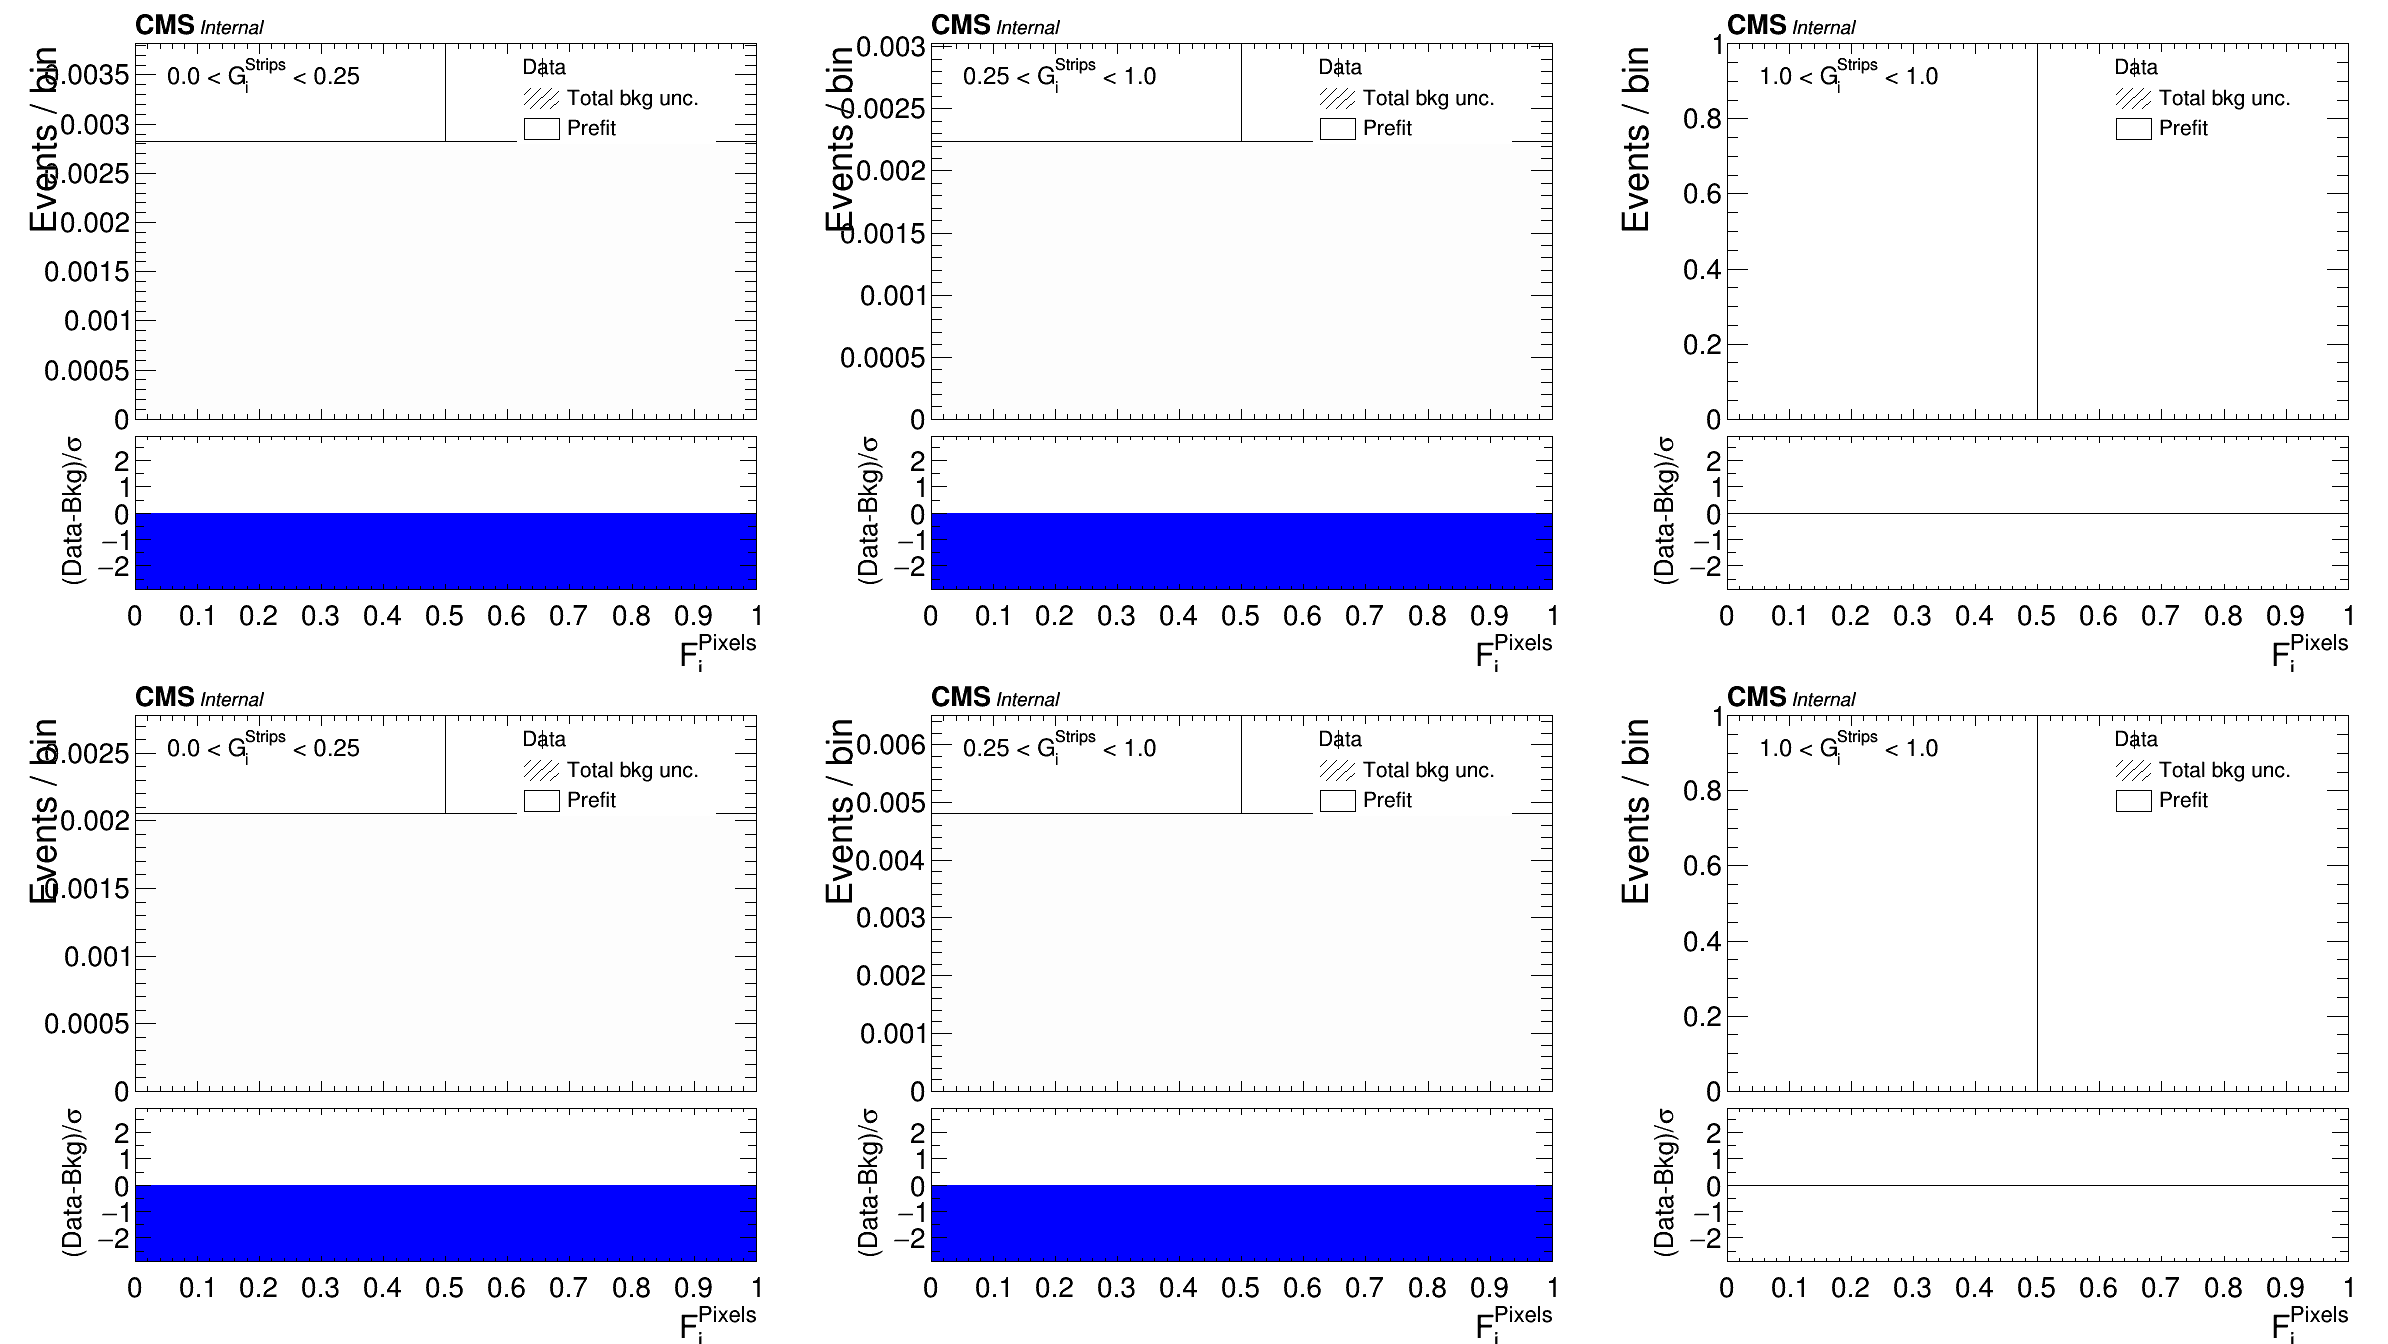 CMS Internal
Events / bin
0.0035
0.003
0.0025
0.002
0.0015
0.001
0.0005
0
0.0 < G_i^Strips < 0.25
Data
Total bkg unc.
Prefit
(Data-Bkg)/σ
2
1
0
−1
−2
0 0.1 0.2 0.3 0.4 0.5 0.6 0.7 0.8 0.9 1
F_i^Pixels
CMS Internal
Events / bin
0.003
0.0025
0.002
0.0015
0.001
0.0005
0
0.25 < G_i^Strips < 1.0
Data
Total bkg unc.
Prefit
(Data-Bkg)/σ
2
1
0
−1
−2
0 0.1 0.2 0.3 0.4 0.5 0.6 0.7 0.8 0.9 1
F_i^Pixels
CMS Internal
Events / bin
1
0.8
0.6
0.4
0.2
0
1.0 < G_i^Strips < 1.0
Data
Total bkg unc.
Prefit
(Data-Bkg)/σ
2
1
0
−1
−2
0 0.1 0.2 0.3 0.4 0.5 0.6 0.7 0.8 0.9 1
F_i^Pixels
CMS Internal
Events / bin
0.0025
0.002
0.0015
0.001
0.0005
0
0.0 < G_i^Strips < 0.25
Data
Total bkg unc.
Prefit
(Data-Bkg)/σ
2
1
0
−1
−2
0 0.1 0.2 0.3 0.4 0.5 0.6 0.7 0.8 0.9 1
F_i^Pixels
CMS Internal
Events / bin
0.006
0.005
0.004
0.003
0.002
0.001
0
0.25 < G_i^Strips < 1.0
Data
Total bkg unc.
Prefit
(Data-Bkg)/σ
2
1
0
−1
−2
0 0.1 0.2 0.3 0.4 0.5 0.6 0.7 0.8 0.9 1
F_i^Pixels
CMS Internal
Events / bin
1
0.8
0.6
0.4
0.2
0
1.0 < G_i^Strips < 1.0
Data
Total bkg unc.
Prefit
(Data-Bkg)/σ
2
1
0
−1
−2
0 0.1 0.2 0.3 0.4 0.5 0.6 0.7 0.8 0.9 1
F_i^Pixels